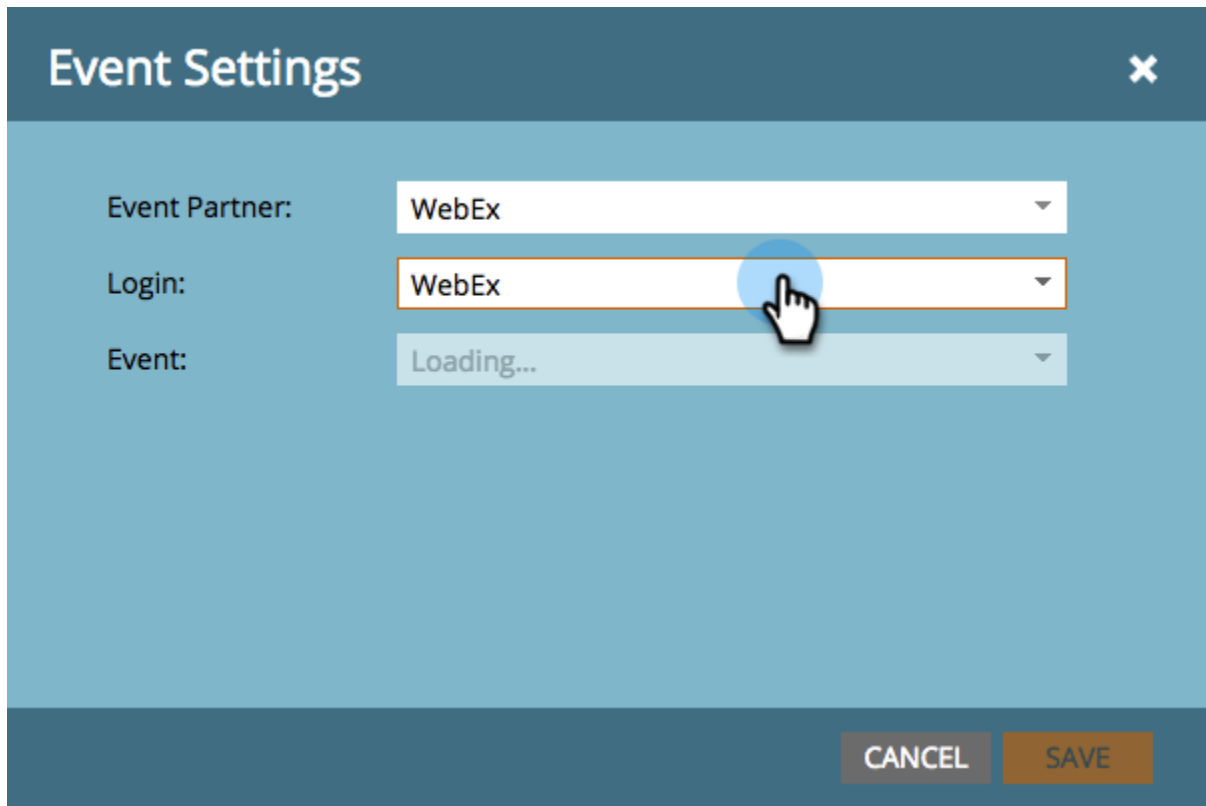 Event Settings
Event Partner: WebEx
Login: WebEx
Event: Loading...
CANCEL SAVE